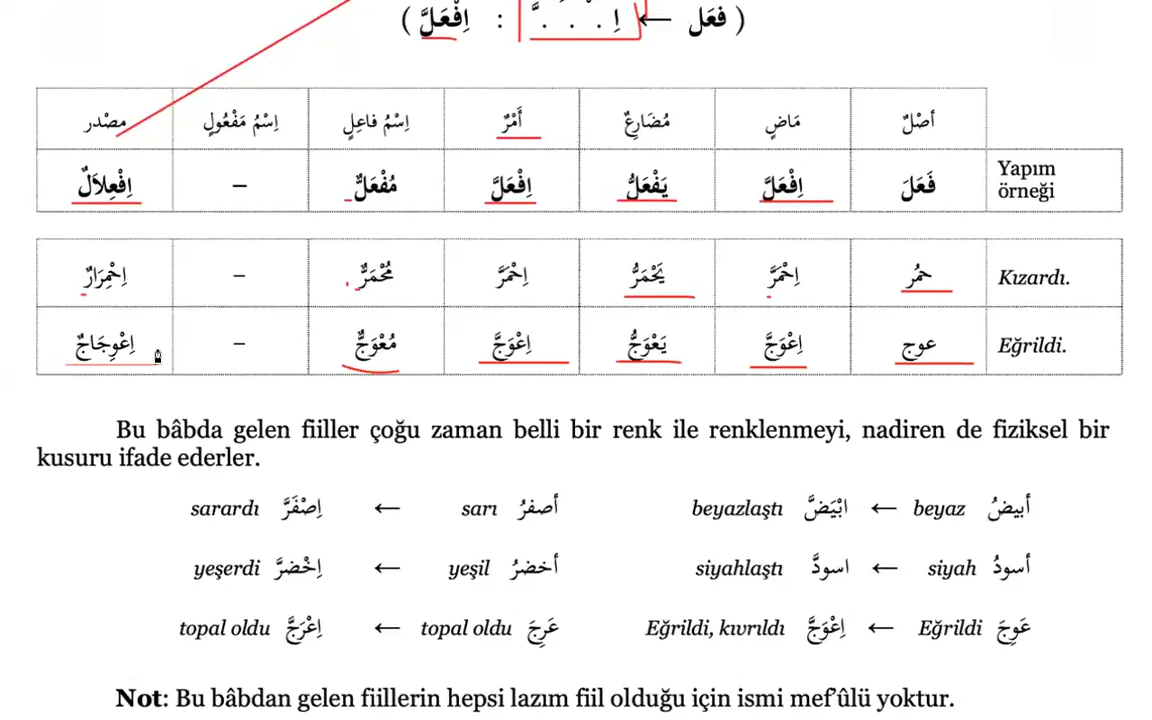 ( فَعَل ← اِ . . .َّ : اِفْعَلَّ )
أصْلٌ مَاضٍ مُضَارِعٌ أَمْرٌ اِسْمُ فاعِلٍ اِسْمُ مَفْعُولٍ مصْدر
Yapım örneği فَعَلَ اِفْعَلَّ يَفْعَلُّ اِفْعَلَّ مُفْعَلٌّ – اِفْعِلاَلٌ
Kızardı. حمُر اِحْمَرَّ يَحْمَرُّ اِحْمَرَّ مُحْمَرٌّ – اِحْمِرَارٌ
Eğrildi. عوج اِعْوَجَّ يَعْوَجُّ اِعْوَجَّ مُعْوَجٌّ – اِعْوِجَاجٌ
Bu bâbda gelen fiiller çoğu zaman belli bir renk ile renklenmeyi, nadiren de fiziksel bir
kusuru ifade ederler.
sarardı اِصْفَرَّ ← sarı أصفرُ beyazlaştı ابْيَضَّ ← beyaz أبيضُ
yeşerdi اِخْضرَّ ← yeşil أخضرُ siyahlaştı اسودَّ ← siyah أسودُ
topal oldu اِعْرَجَّ ← topal oldu عَرِجَ Eğrildi, kıvrıldı اِعْوَجَّ ← Eğrildi عَوِجَ
Not: Bu bâbdan gelen fiillerin hepsi lazım fiil olduğu için ismi mef'ûlü yoktur.